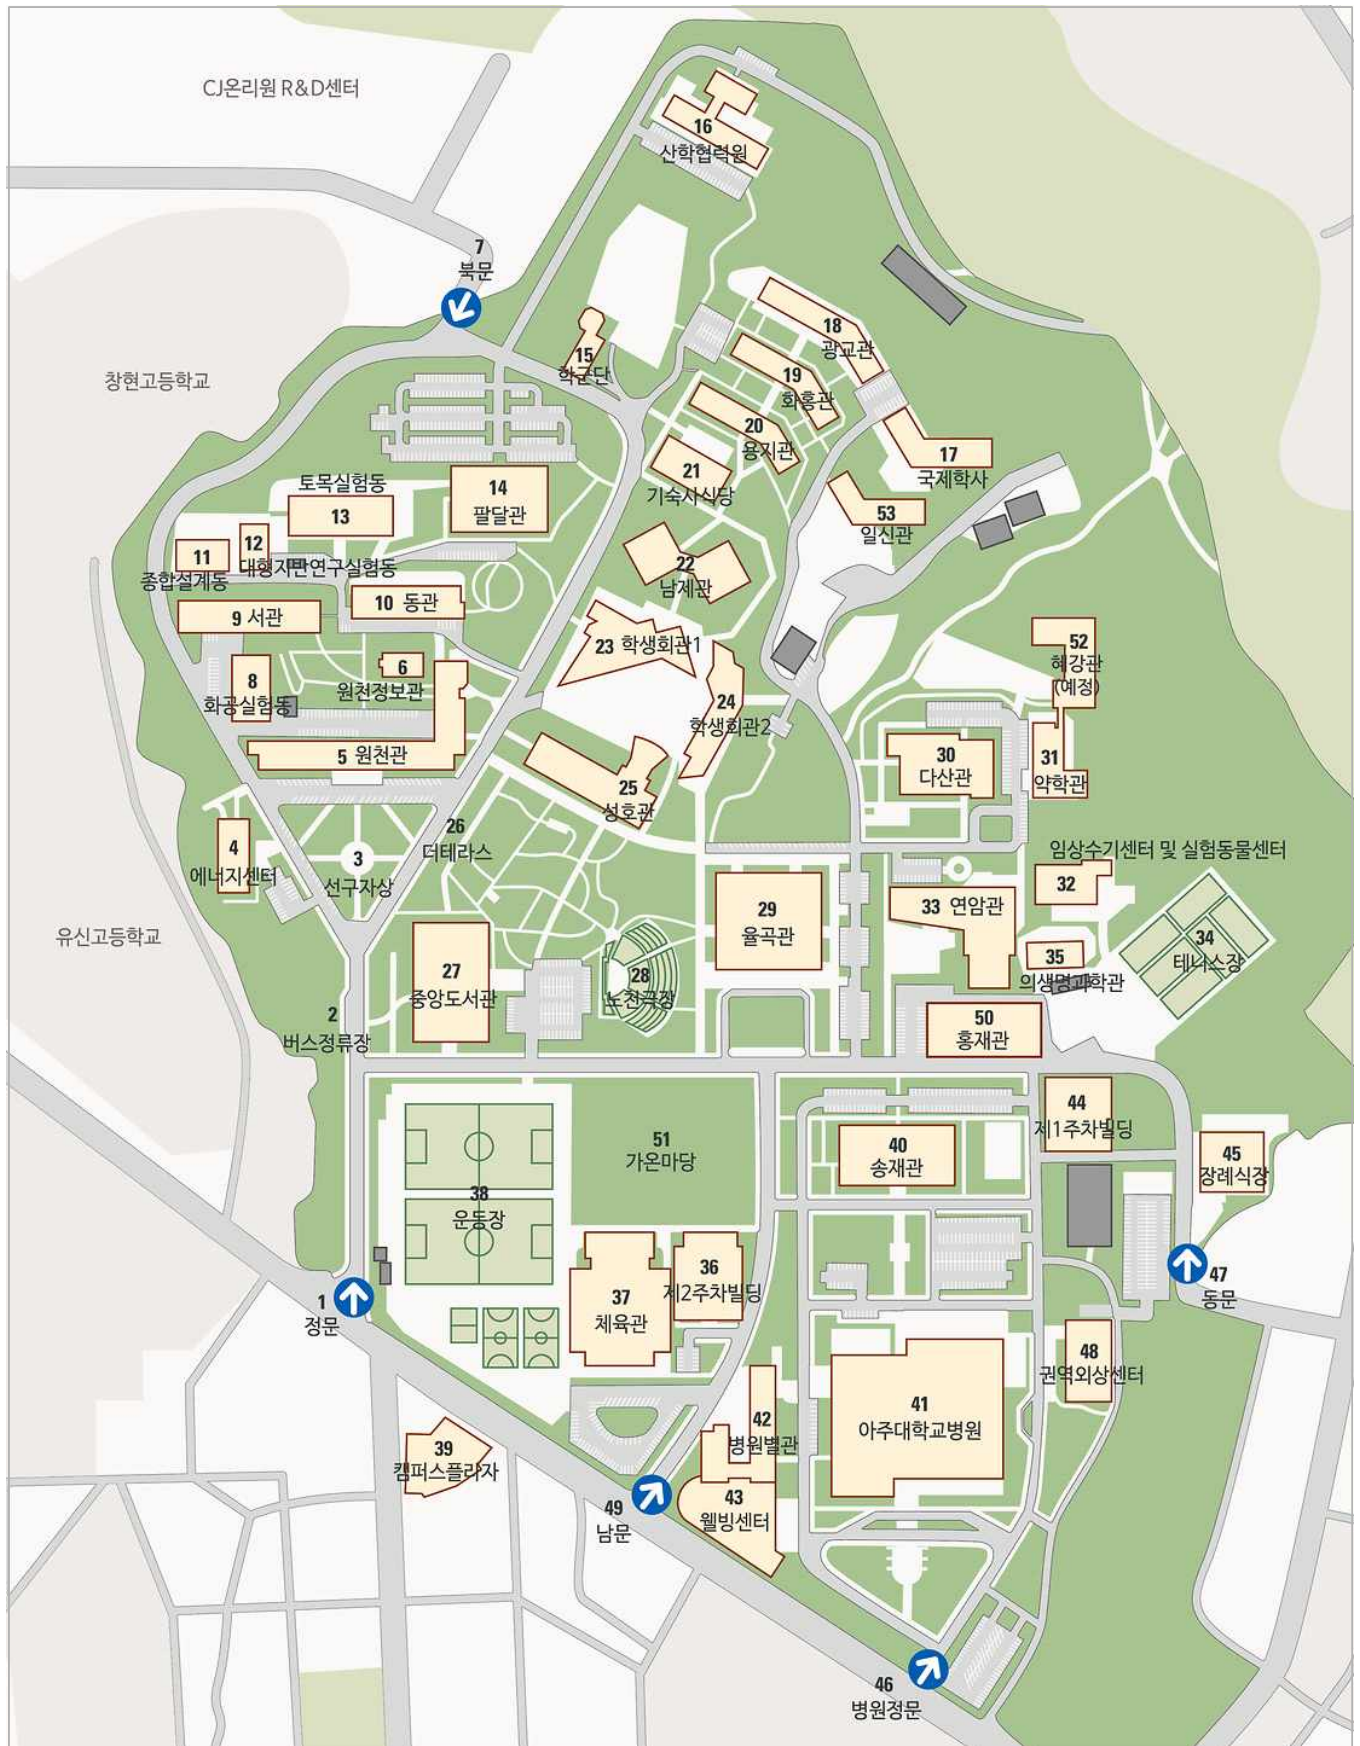 CJ온리원 R&D센터
16
산학협력원
7
북문
18
광교관
15
학군단
창현고등학교
19
화홍관
20
용지관
17
국제학사
21
기숙사식당
토목실험동
13
14
팔달관
53
일신관
11
종합설계동
12
대형지반연구실험동
22
남제관
10 동관
9 서관
23 학생회관1
52
혜강관
(예정)
6
원천정보관
8
화공실험동
24
학생회관2
5 원천관
30
다산관
31
약학관
25
성호관
26
더테라스
4
에너지센터
3
선구자상
임상수기센터 및 실험동물센터
32
29
율곡관
33 연암관
유신고등학교
34
테니스장
35
의생명과학관
27
중앙도서관
28
노천극장
2
버스정류장
50
홍재관
44
제1주차빌딩
51
가온마당
40
송재관
45
장례식장
38
운동장
36
제2주차빌딩
47
동문
1
정문
37
체육관
48
권역외상센터
41
아주대학교병원
42
병원별관
39
캠퍼스플라자
43
웰빙센터
49
남문
46
병원정문